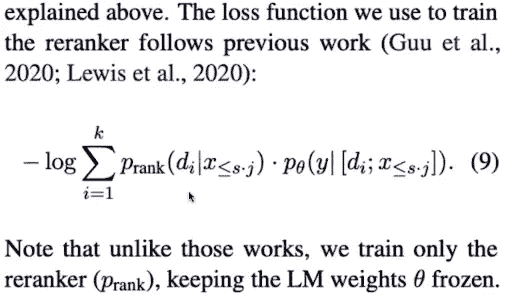 explained above. The loss function we use to train
the reranker follows previous work (Guu et al.,
2020; Lewis et al., 2020):
− log ∑_{i=1}^{k} p_rank(d_i|x_{≤s·j}) · p_θ(y| [d_i; x_{≤s·j}]). (9)
Note that unlike those works, we train only the
reranker (p_rank), keeping the LM weights θ frozen.